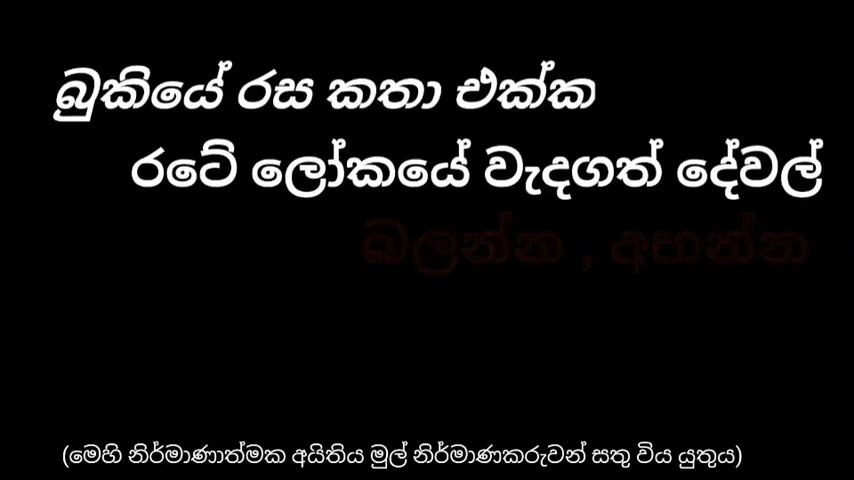 බුකියේ රස කතා එක්ක
රටේ ලෝකයේ වැදගත් දේවල්
බලන්න , අහන්න
(මෙහි නිර්මාණාත්මක අයිතිය මුල් නිර්මාණකරුවන් සතු විය යුතුය)